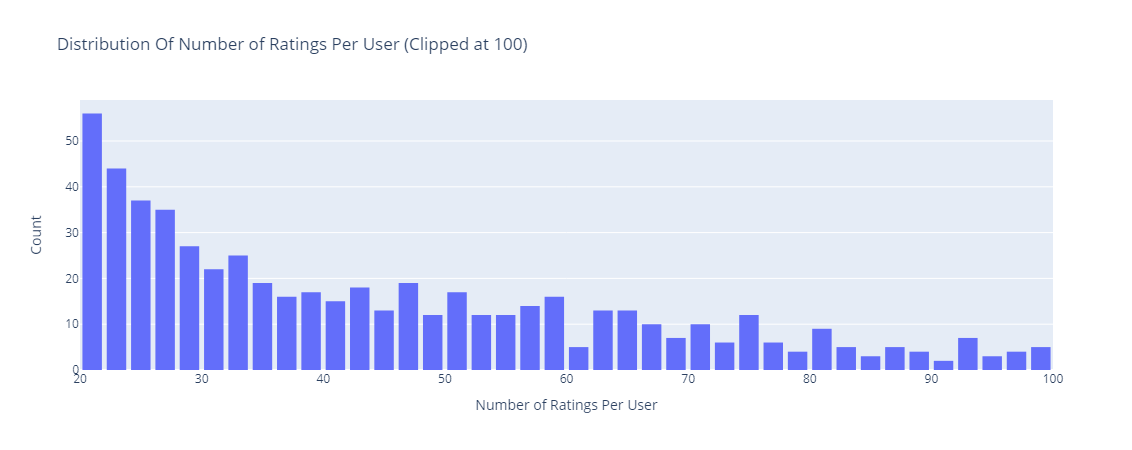 Distribution Of Number of Ratings Per User (Clipped at 100)
50
40
30
20
10
0
Count
20 30 40 50 60 70 80 90 100
Number of Ratings Per User